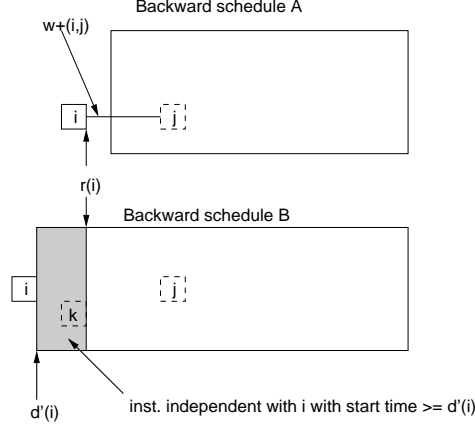 Backward schedule A
w+(i,j)
i
j
r(i)
Backward schedule B
i
j
k
d'(i)
inst. independent with i with start time >= d'(i)